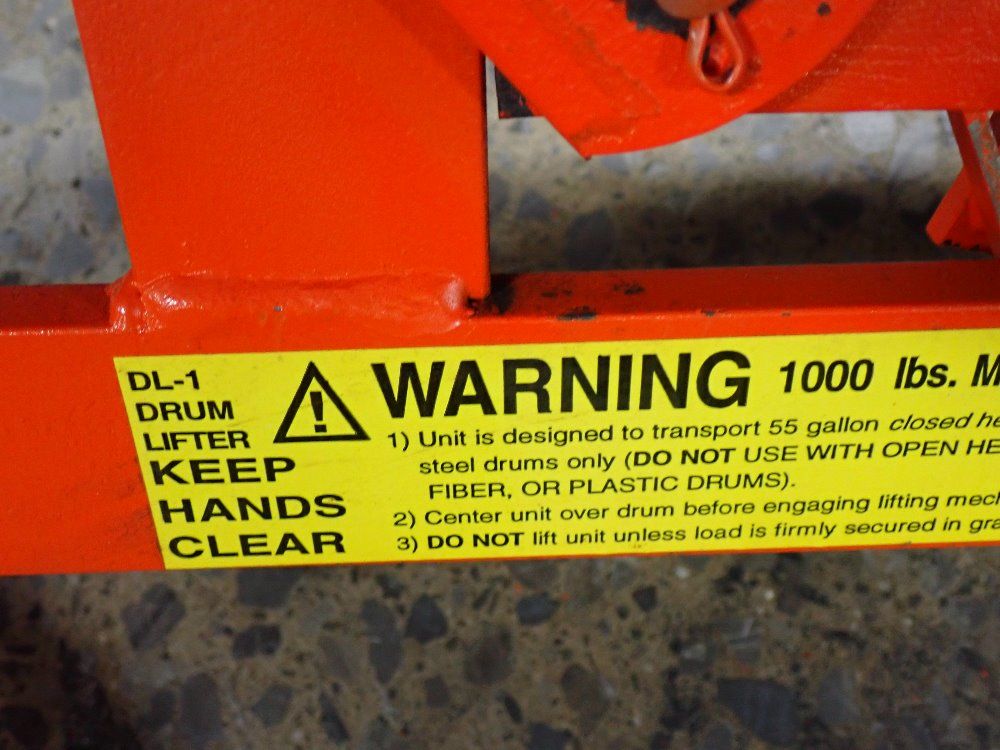 DL-1
DRUM
LIFTER
KEEP
HANDS
CLEAR
WARNING 1000 lbs.
1) Unit is designed to transport 55 gallon closed
steel drums only (DO NOT USE WITH OPEN
FIBER, OR PLASTIC DRUMS).
2) Center unit over drum before engaging lifting
3) DO NOT lift unit unless load is firmly secured in